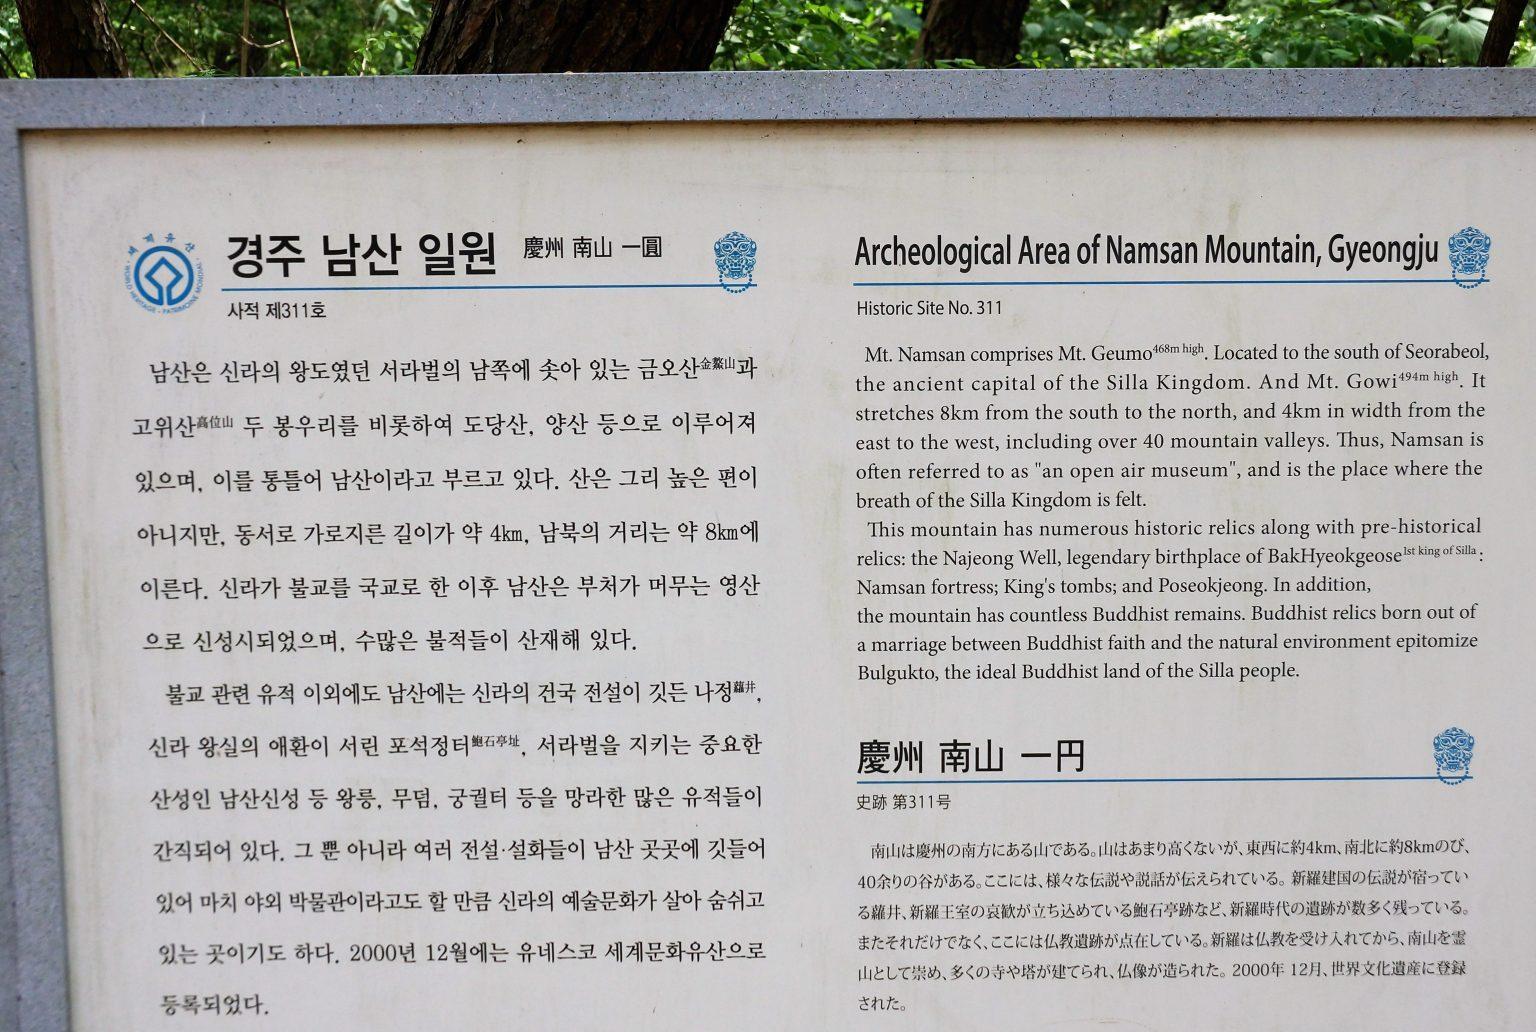 세계유산
WORLD HERITAGE · PATRIMOINE MONDIAL
경주 남산 일원 慶州 南山 一圓
사적 제311호
남산은 신라의 왕도였던 서라벌의 남쪽에 솟아 있는 금오산金鰲山과
고위산高位山 두 봉우리를 비롯하여 도당산, 양산 등으로 이루어져
있으며, 이를 통틀어 남산이라고 부르고 있다. 산은 그리 높은 편이
아니지만, 동서로 가로지른 길이가 약 4km, 남북의 거리는 약 8km에
이른다. 신라가 불교를 국교로 한 이후 남산은 부처가 머무는 영산
으로 신성시되었으며, 수많은 불적들이 산재해 있다.
불교 관련 유적 이외에도 남산에는 신라의 건국 전설이 깃든 나정蘿井,
신라 왕실의 애환이 서린 포석정터鮑石亭址, 서라벌을 지키는 중요한
산성인 남산신성 등 왕릉, 무덤, 궁궐터 등을 망라한 많은 유적들이
간직되어 있다. 그 뿐 아니라 여러 전설·설화들이 남산 곳곳에 깃들어
있어 마치 야외 박물관이라고도 할 만큼 신라의 예술문화가 살아 숨쉬고
있는 곳이기도 하다. 2000년 12월에는 유네스코 세계문화유산으로
등록되었다.
Archeological Area of Namsan Mountain, Gyeongju
Historic Site No. 311
Mt. Namsan comprises Mt. Geumo468m high. Located to the south of Seorabeol,
the ancient capital of the Silla Kingdom. And Mt. Gowi494m high. It
stretches 8km from the south to the north, and 4km in width from the
east to the west, including over 40 mountain valleys. Thus, Namsan is
often referred to as "an open air museum", and is the place where the
breath of the Silla Kingdom is felt.
This mountain has numerous historic relics along with pre-historical
relics: the Najeong Well, legendary birthplace of BakHyeokgeose1st king of Silla :
Namsan fortress; King's tombs; and Poseokjeong. In addition,
the mountain has countless Buddhist remains. Buddhist relics born out of
a marriage between Buddhist faith and the natural environment epitomize
Bulgukto, the ideal Buddhist land of the Silla people.
慶州 南山 一円
史跡 第311号
南山は慶州の南方にある山である。山はあまり高くないが、東西に約4km、南北に約8kmのび、
40余りの谷がある。ここには、様々な伝説や説話が伝えられている。新羅建国の伝説が宿ってい
る蘿井、新羅王室の哀歓が立ち込めている鮑石亭跡など、新羅時代の遺跡が数多く残っている。
またそれだけでなく、ここには仏教遺跡が点在している。新羅は仏教を受け入れてから、南山を霊
山として崇め、多くの寺や塔が建てられ、仏像が造られた。2000年 12月、世界文化遺産に登録
された。